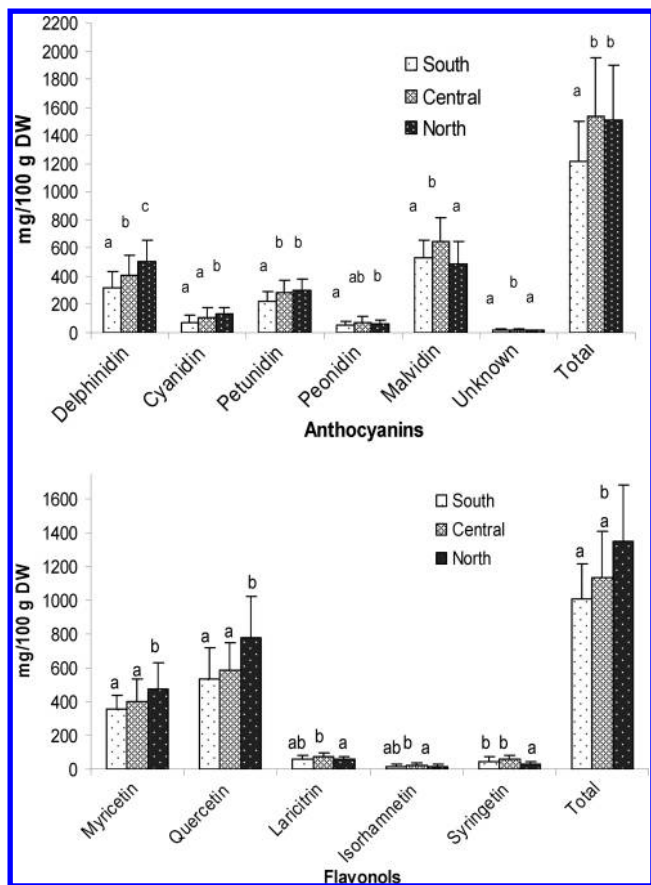 2200
2000
1800
1600
1400
1200
1000
800
600
400
200
0
mg/100 g DW
South
Central
North
a b c
a a b
a b b
a ab b
a b a
a b a
a b b
Delphinidin
Cyanidin
Petunidin
Peonidin
Malvidin
Unknown
Total
Anthocyanins
1600
1400
1200
1000
800
600
400
200
0
mg/100 g DW
South
Central
North
a a b
a a b
ab b a
ab b a
b b a
a a b
Myricetin
Quercetin
Laricitrin
Isorhamnetin
Syringetin
Total
Flavonols